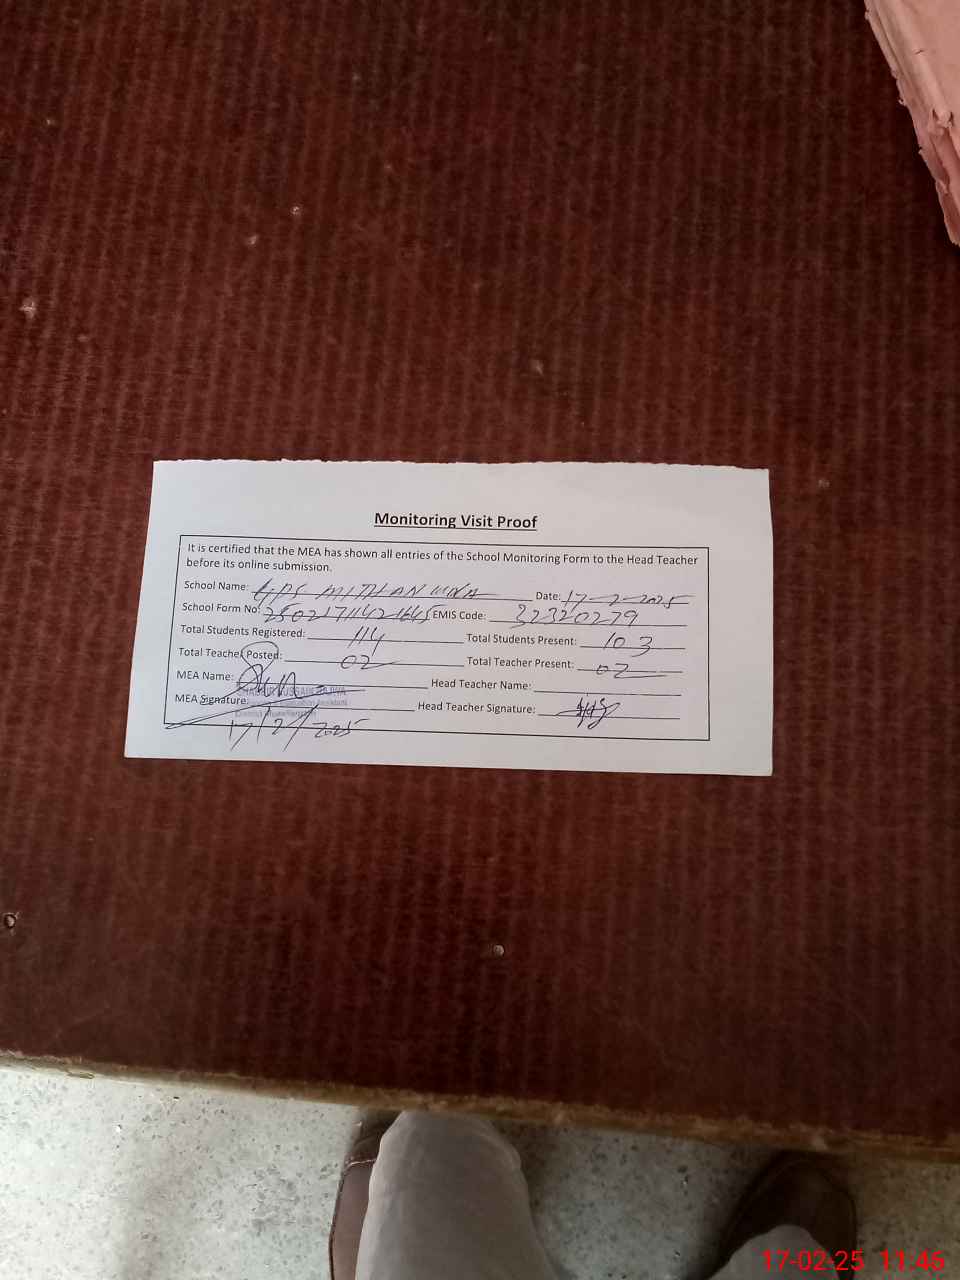 Monitoring Visit Proof
It is certified that the MEA has shown all entries of the School Monitoring Form to the Head Teacher
before its online submission.
School Name: GPS MITHAN Date: 17-2-2025
School Form No: 25021711421645 EMIS Code: 32320279
Total Students Registered: 114 Total Students Present: 103
Total Teacher Posted: 02 Total Teacher Present: 02
MEA Name: Head Teacher Name:
MEA Signature: Head Teacher Signature:
17/2/2025
17-02-25 11:46